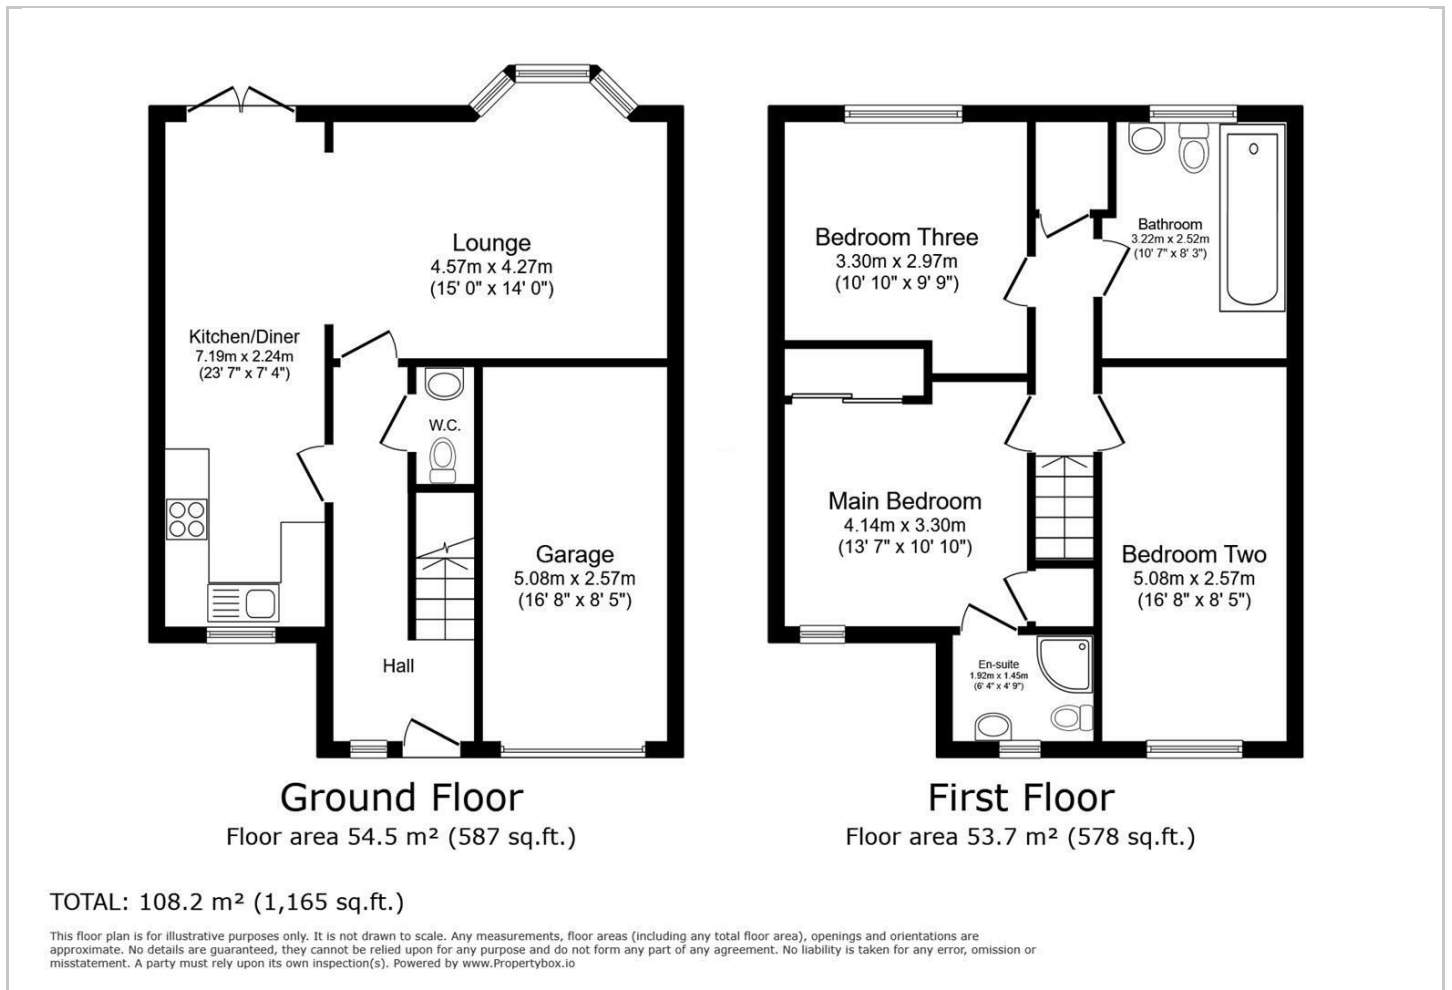 Lounge
4.57m x 4.27m
(15' 0" x 14' 0")
Kitchen/Diner
7.19m x 2.24m
(23' 7" x 7' 4")
W.C.
Garage
5.08m x 2.57m
(16' 8" x 8' 5")
Hall
Ground Floor
Floor area 54.5 m² (587 sq.ft.)
Bedroom Three
3.30m x 2.97m
(10' 10" x 9' 9")
Bathroom
3.22m x 2.52m
(10' 7" x 8' 3")
Main Bedroom
4.14m x 3.30m
(13' 7" x 10' 10")
Bedroom Two
5.08m x 2.57m
(16' 8" x 8' 5")
En-suite
1.92m x 1.45m
(6' 4" x 4' 9")
First Floor
Floor area 53.7 m² (578 sq.ft.)
TOTAL: 108.2 m² (1,165 sq.ft.)
This floor plan is for illustrative purposes only. It is not drawn to scale. Any measurements, floor areas (including any total floor area), openings and orientations are
approximate. No details are guaranteed, they cannot be relied upon for any purpose and do not form any part of any agreement. No liability is taken for any error, omission or
misstatement. A party must rely upon its own inspection(s). Powered by www.Propertybox.io